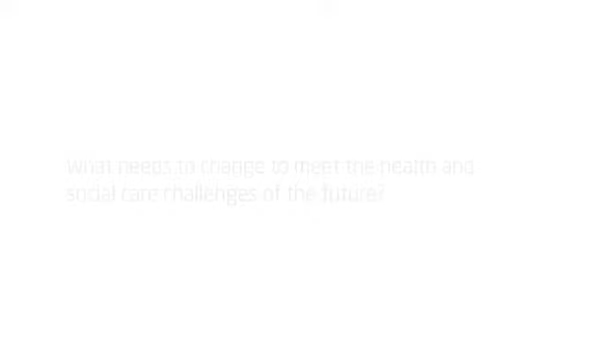 What needs to change to meet the health and
social care challenges of the future?